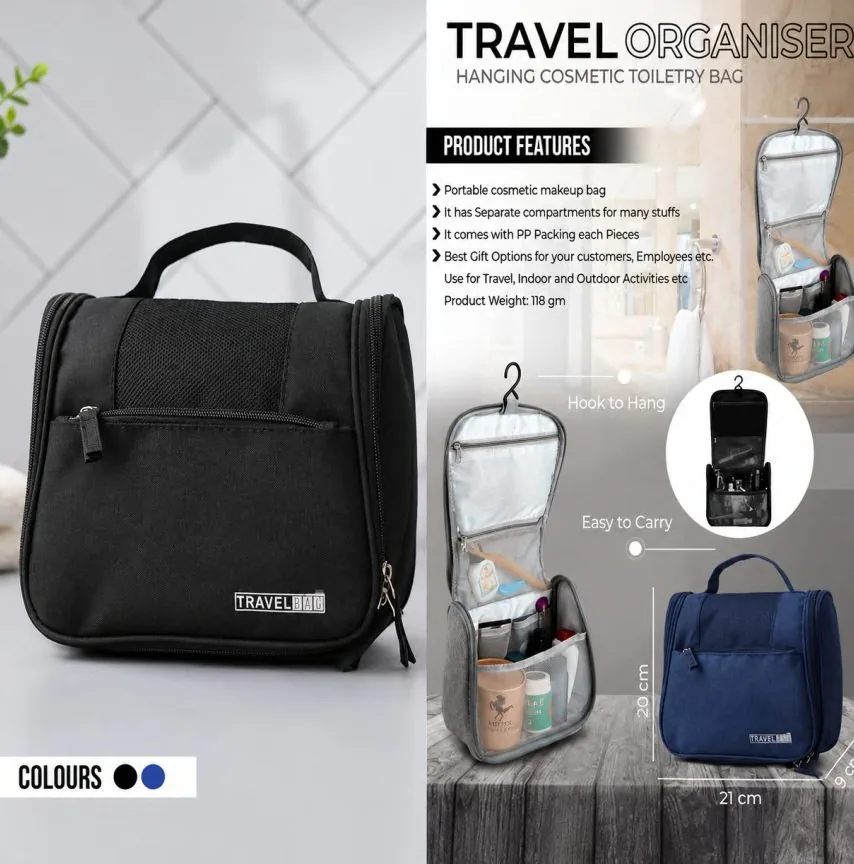 TRAVEL ORGANISER
HANGING COSMETIC TOILETRY BAG
PRODUCT FEATURES
Portable cosmetic makeup bag
It has Separate compartments for many stuffs
It comes with PP Packing each Pieces
Best Gift Options for your customers, Employees etc.
Use for Travel, Indoor and Outdoor Activities etc
Product Weight: 118 gm
Hook to Hang
Easy to Carry
20 cm
21 cm
9 cm
TRAVEL BAG
TRAVEL BAG
COLOURS